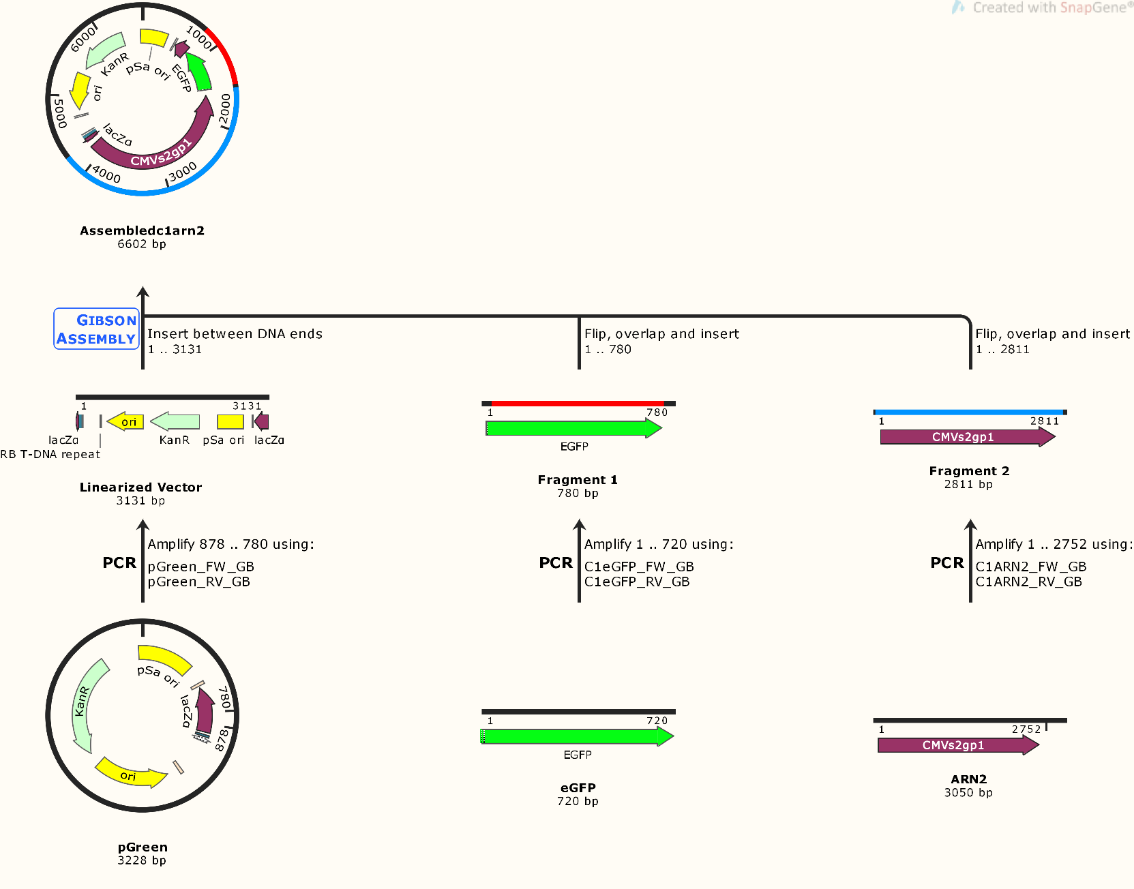 Created with SnapGene®
6000
1000
KanR
pSa ori
EGFP
ori
5000
2000
lacZα
CMVs2gp1
4000
3000
Assembledc1arn2
6602 bp
GIBSON
ASSEMBLY
Insert between DNA ends
1 .. 3131
Flip, overlap and insert
1 .. 780
Flip, overlap and insert
1 .. 2811
1
3131
ori
lacZα
KanR
pSa ori
lacZα
RB T-DNA repeat
Linearized Vector
3131 bp
1
780
EGFP
Fragment 1
780 bp
1
2811
CMVs2gp1
Fragment 2
2811 bp
PCR
Amplify 878 .. 780 using:
pGreen_FW_GB
pGreen_RV_GB
PCR
Amplify 1 .. 720 using:
C1eGFP_FW_GB
C1eGFP_RV_GB
PCR
Amplify 1 .. 2752 using:
C1ARN2_FW_GB
C1ARN2_RV_GB
pSa ori
KanR
lacZα
780
878
ori
pGreen
3228 bp
1
720
EGFP
eGFP
720 bp
1
2752
CMVs2gp1
ARN2
3050 bp